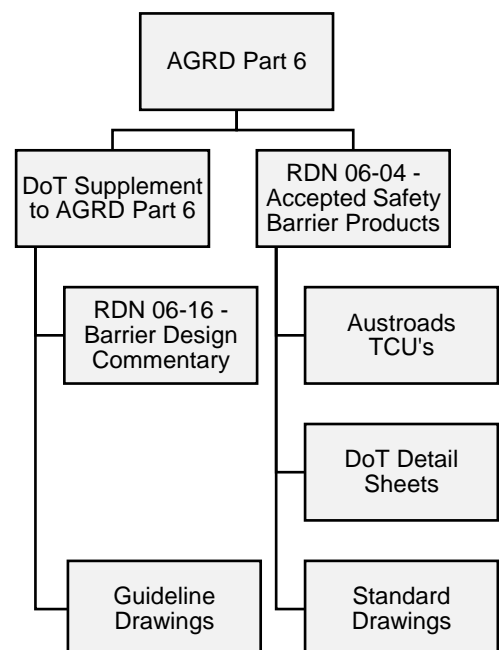 AGRD Part 6
DoT Supplement
to AGRD Part 6
RDN 06-04 -
Accepted Safety
Barrier Products
RDN 06-16 -
Barrier Design
Commentary
Austroads
TCU's
DoT Detail
Sheets
Guideline
Drawings
Standard
Drawings